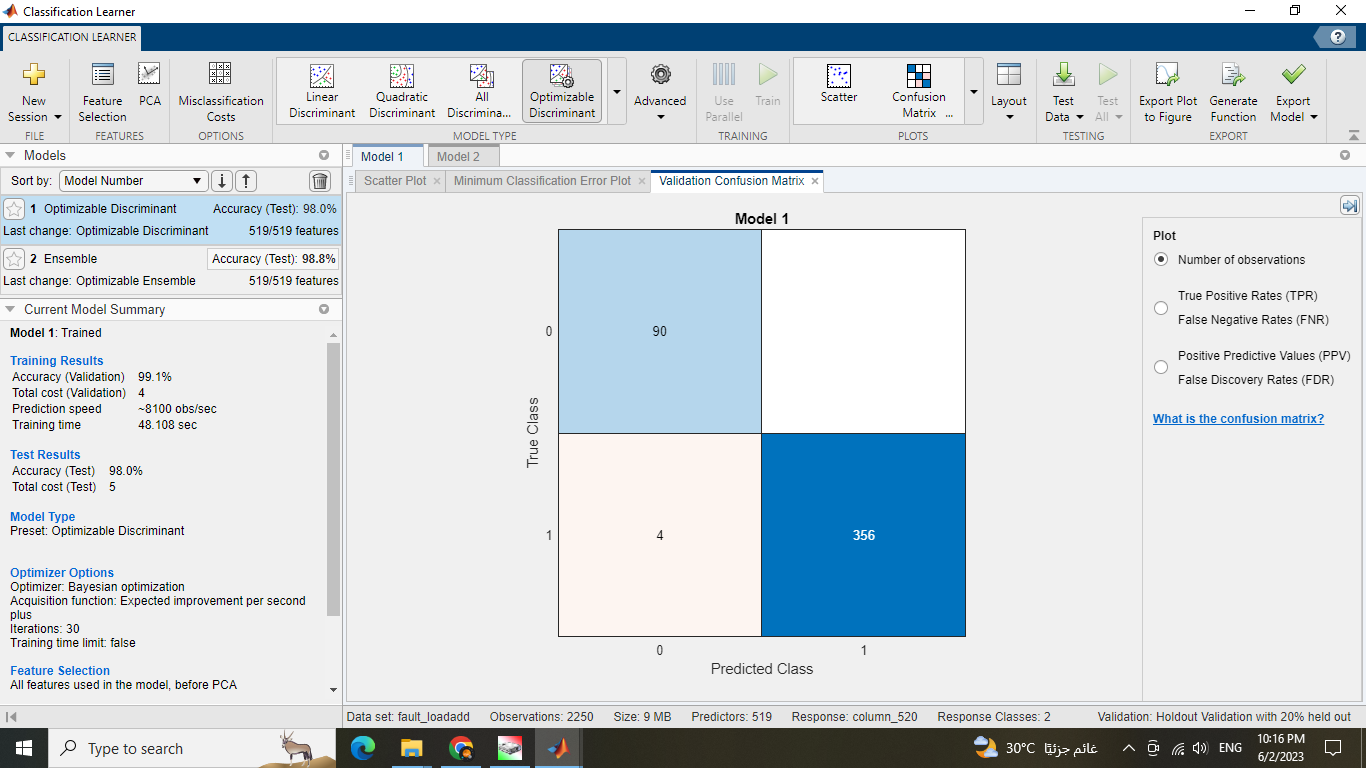 Classification Learner
CLASSIFICATION LEARNER
New Session
Feature Selection
PCA
Misclassification Costs
Linear Discriminant
Quadratic Discriminant
All Discrimina...
Optimizable Discriminant
Advanced
Use Parallel
Train
Scatter
Confusion Matrix ...
Layout
Test Data
Test All
Export Plot to Figure
Generate Function
Export Model
FILE
FEATURES
OPTIONS
MODEL TYPE
TRAINING
PLOTS
TESTING
EXPORT
Models
Sort by: Model Number
1 Optimizable Discriminant Accuracy (Test): 98.0%
Last change: Optimizable Discriminant 519/519 features
2 Ensemble Accuracy (Test): 98.8%
Last change: Optimizable Ensemble 519/519 features
Current Model Summary
Model 1: Trained
Training Results
Accuracy (Validation) 99.1%
Total cost (Validation) 4
Prediction speed ~8100 obs/sec
Training time 48.108 sec
Test Results
Accuracy (Test) 98.0%
Total cost (Test) 5
Model Type
Preset: Optimizable Discriminant
Optimizer Options
Optimizer: Bayesian optimization
Acquisition function: Expected improvement per second
plus
Iterations: 30
Training time limit: false
Feature Selection
All features used in the model, before PCA
Model 1 Model 2
Scatter Plot Minimum Classification Error Plot Validation Confusion Matrix
Model 1
True Class
0
90
1
4
356
0 1
Predicted Class
Plot
Number of observations
True Positive Rates (TPR)
False Negative Rates (FNR)
Positive Predictive Values (PPV)
False Discovery Rates (FDR)
What is the confusion matrix?
Data set: fault_loadadd Observations: 2250 Size: 9 MB Predictors: 519 Response: column_520 Response Classes: 2 Validation: Holdout Validation with 20% held out
Type to search
30°C غائم جزئيًا
ENG
10:16 PM
6/2/2023